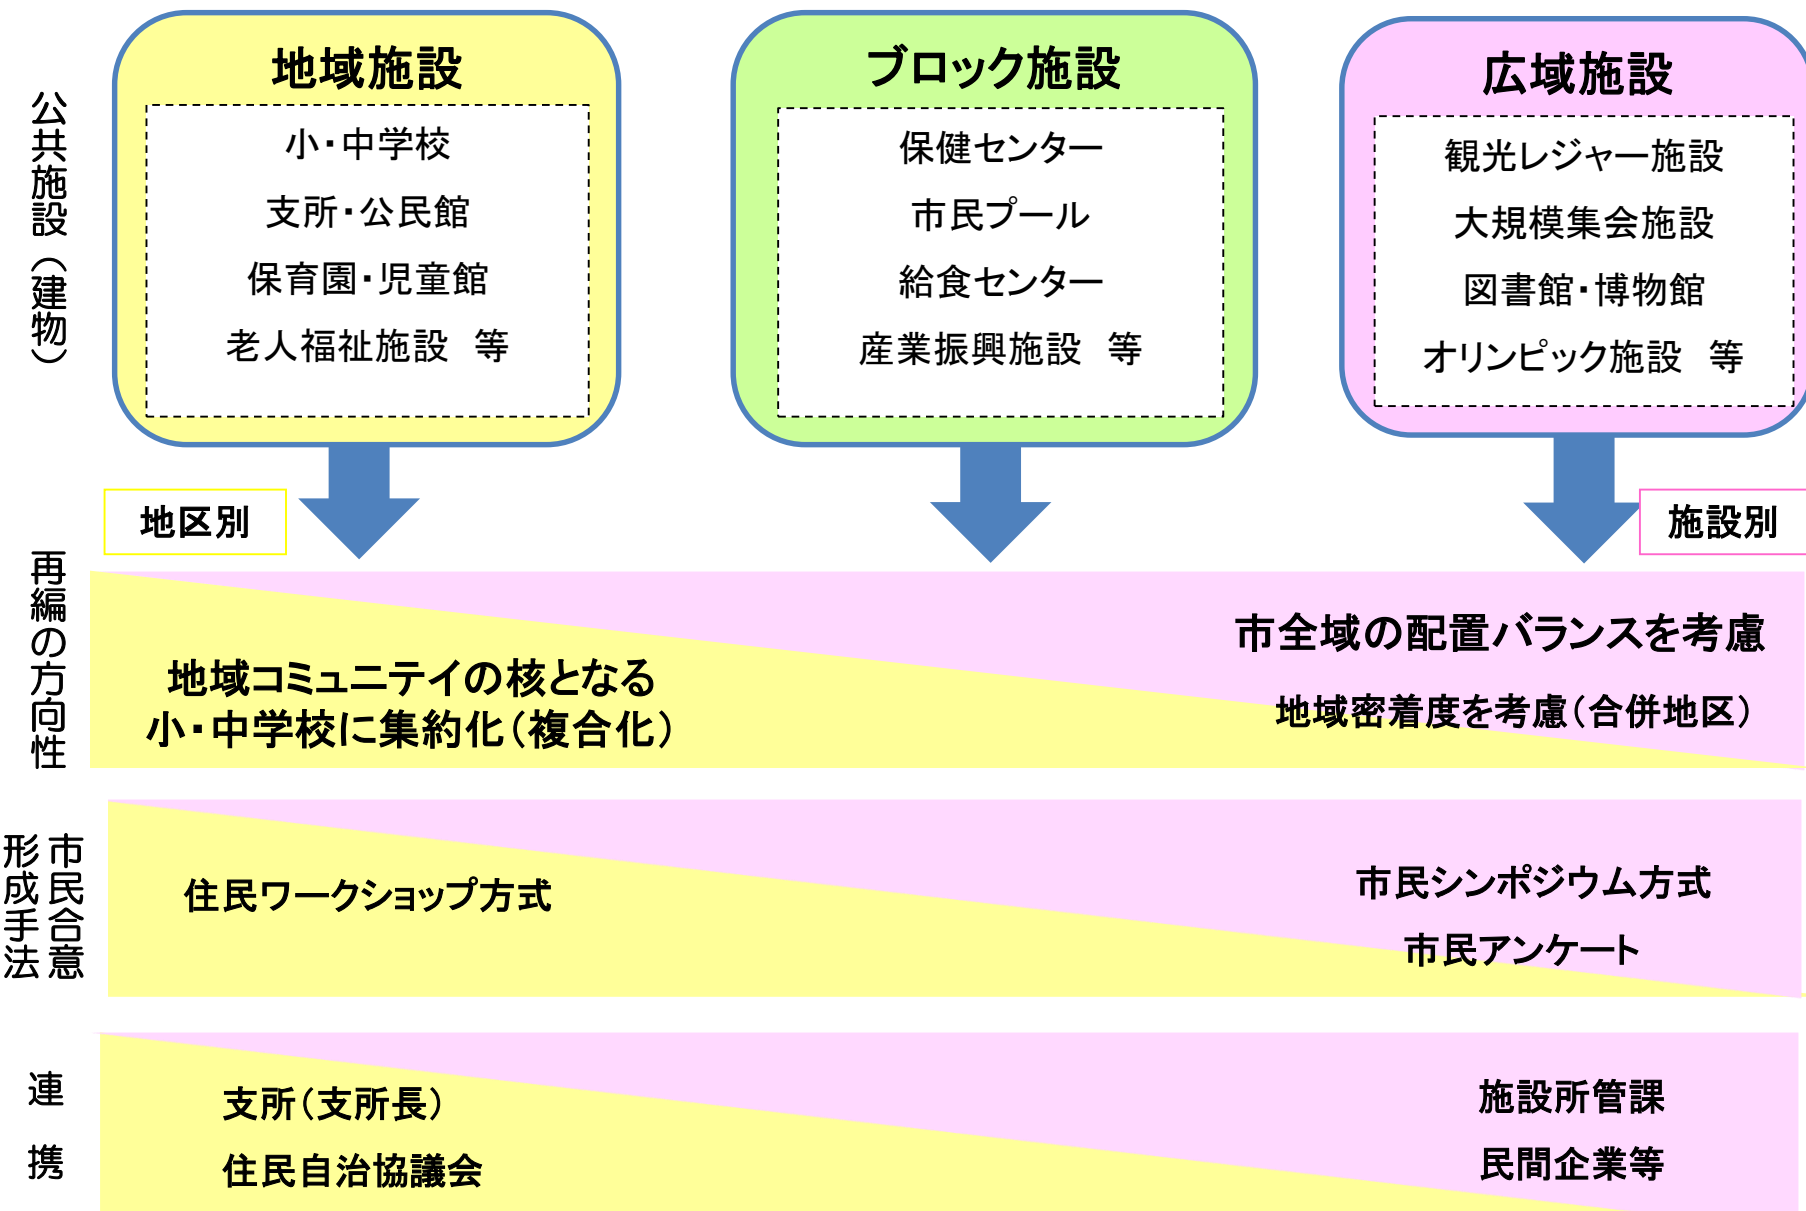 公共施設（建物）
地域施設
小・中学校
支所・公民館
保育園・児童館
老人福祉施設　等
ブロック施設
保健センター
市民プール
給食センター
産業振興施設　等
広域施設
観光レジャー施設
大規模集会施設
図書館・博物館
オリンピック施設　等
地区別
施設別
再編の方向性
地域コミュニテイの核となる
小・中学校に集約化（複合化）
市全域の配置バランスを考慮
地域密着度を考慮（合併地区）
市民合意
形成手法
住民ワークショップ方式
市民シンポジウム方式
市民アンケート
連　携
支所（支所長）
住民自治協議会
施設所管課
民間企業等